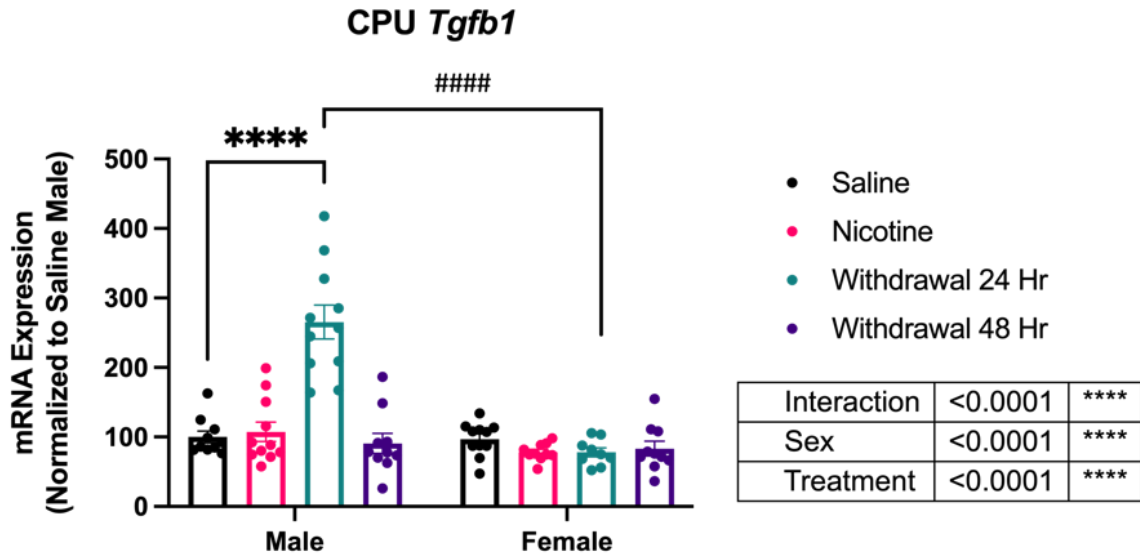 CPU Tgfb1
####
****
mRNA Expression
(Normalized to Saline Male)
500
400
300
200
100
0
Male
Female
Saline
Nicotine
Withdrawal 24 Hr
Withdrawal 48 Hr
Interaction <0.0001 ****
Sex <0.0001 ****
Treatment <0.0001 ****